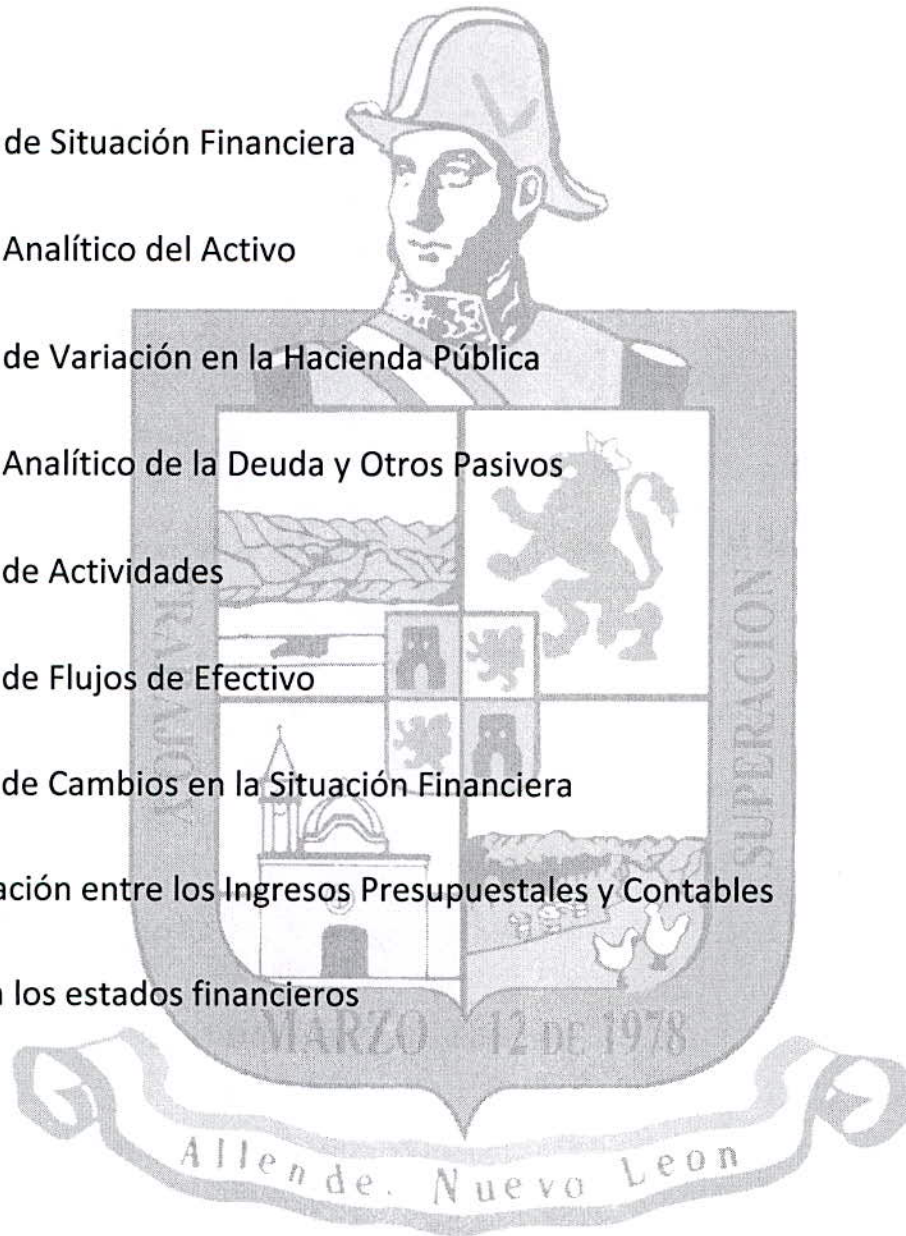 de Situación Financiera
Analítico del Activo
de Variación en la Hacienda Pública
Analítico de la Deuda y Otros Pasivos
de Actividades
de Flujos de Efectivo
de Cambios en la Situación Financiera
ación entre los Ingresos Presupuestales y Contables
los estados financieros
TRABAJO Y
SUPERACION
MARZO 12 DE 1978
Allende. Nuevo Leon